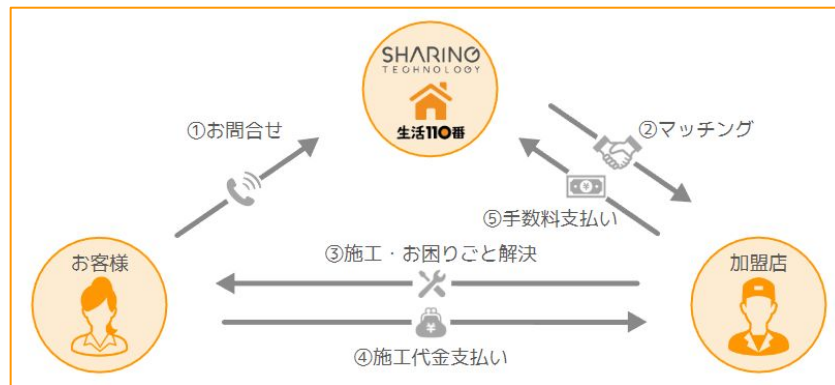 SHARING
TECHNOLOGY
生活110番
①お問合せ
②マッチング
⑤手数料支払い
お客様
③施工・お困りごと解決
加盟店
④施工代金支払い